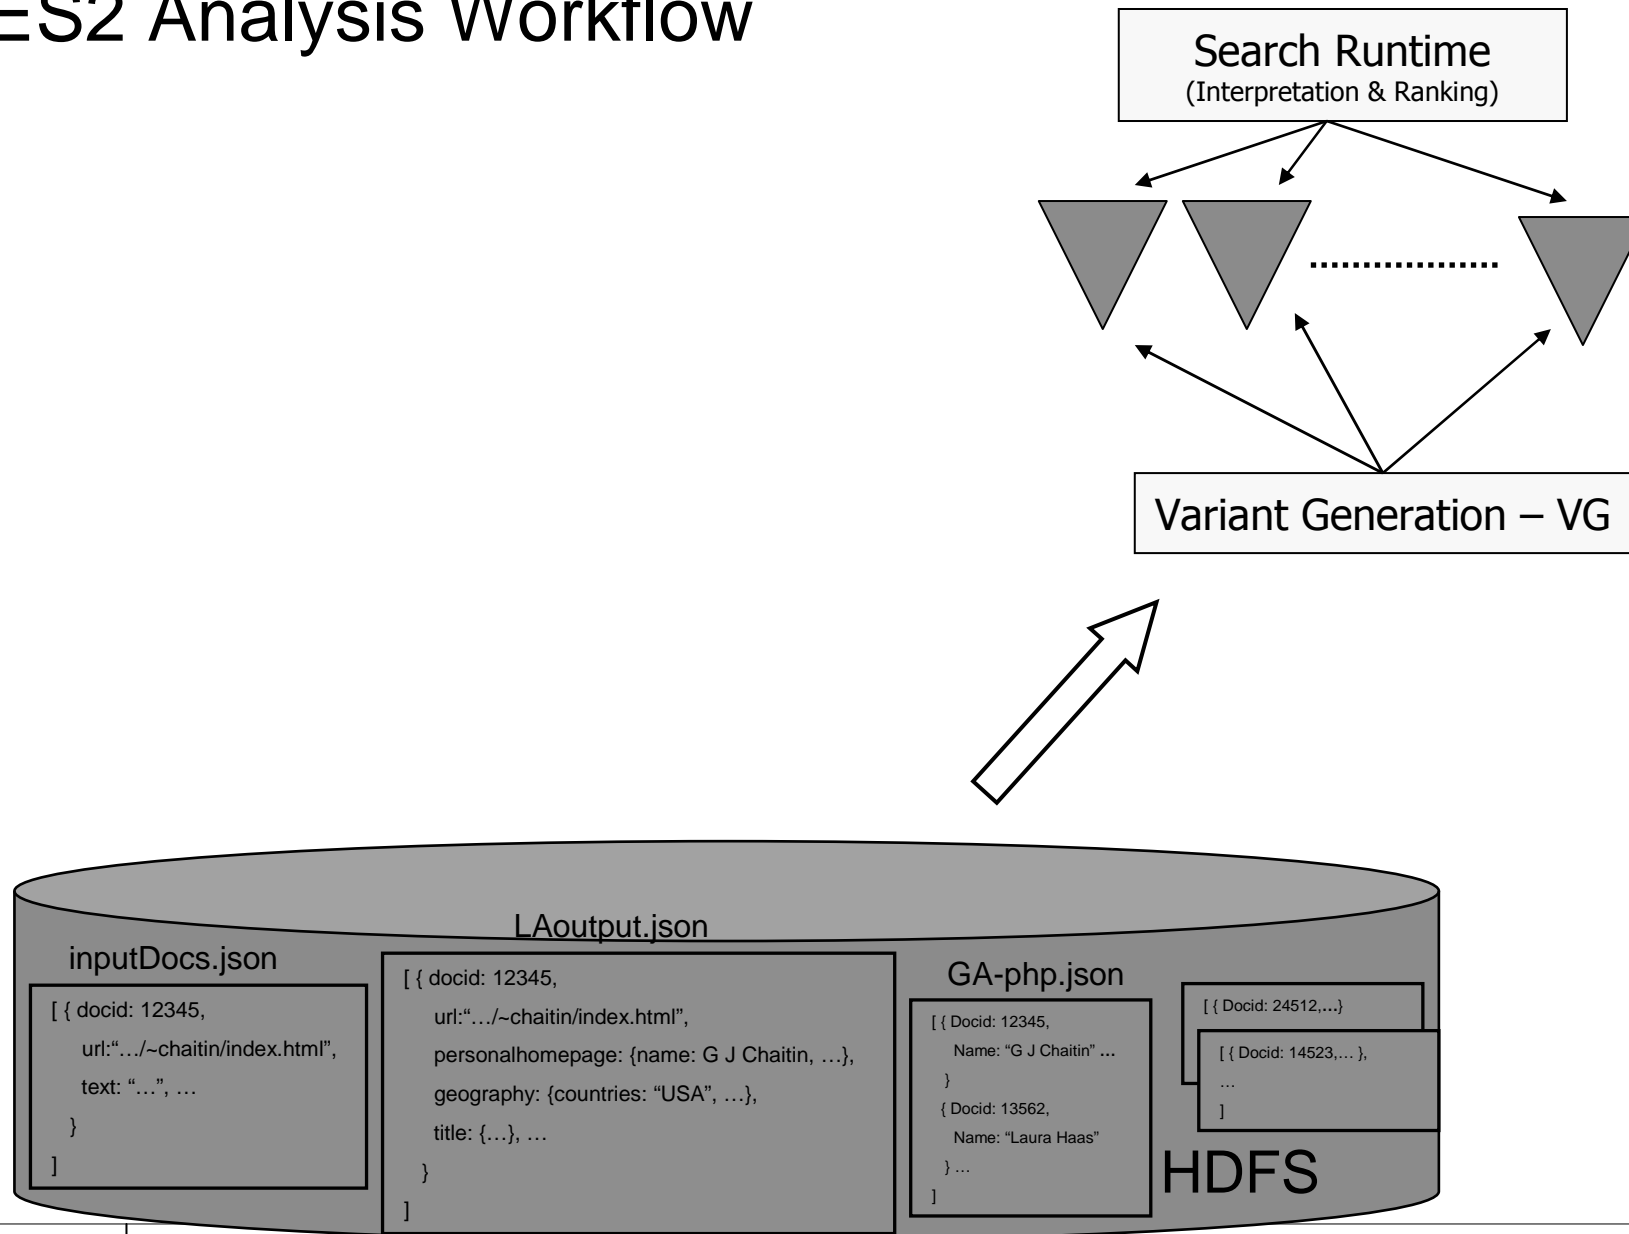 ES2 Analysis Workflow
Search Runtime
(Interpretation & Ranking)
Variant Generation – VG
LAoutput.json
inputDocs.json
GA-php.json
[ { docid: 12345,
url:“…/~chaitin/index.html”,
text: “…”, …
}
]
[ { docid: 12345,
url:“…/~chaitin/index.html”,
personalhomepage: {name: G J Chaitin, …},
geography: {countries: “USA”, …},
title: {…}, …
}
]
[ { Docid: 12345,
Name: “G J Chaitin” …
}
{ Docid: 13562,
Name: “Laura Haas”
} …
]
[ { Docid: 24512,…}
[ { Docid: 14523,… },
…
]
HDFS